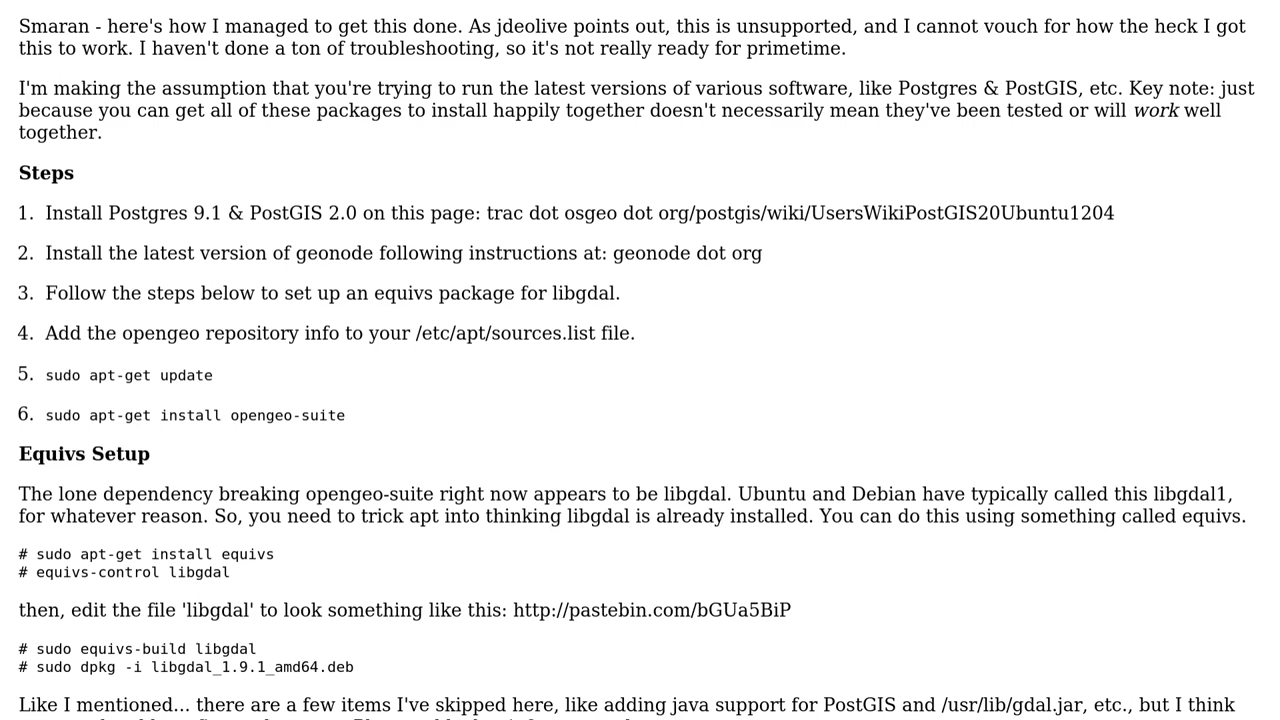 Smaran - here's how I managed to get this done. As jdeolive points out, this is unsupported, and I cannot vouch for how the heck I got
this to work. I haven't done a ton of troubleshooting, so it's not really ready for primetime.
I'm making the assumption that you're trying to run the latest versions of various software, like Postgres & PostGIS, etc. Key note: just
because you can get all of these packages to install happily together doesn't necessarily mean they've been tested or will work well
together.
Steps
1. Install Postgres 9.1 & PostGIS 2.0 on this page: trac dot osgeo dot org/postgis/wiki/UsersWikiPostGIS20Ubuntu1204
2. Install the latest version of geonode following instructions at: geonode dot org
3. Follow the steps below to set up an equivs package for libgdal.
4. Add the opengeo repository info to your /etc/apt/sources.list file.
5. sudo apt-get update
6. sudo apt-get install opengeo-suite
Equivs Setup
The lone dependency breaking opengeo-suite right now appears to be libgdal. Ubuntu and Debian have typically called this libgdal1,
for whatever reason. So, you need to trick apt into thinking libgdal is already installed. You can do this using something called equivs.
# sudo apt-get install equivs
# equivs-control libgdal
then, edit the file 'libgdal' to look something like this: http://pastebin.com/bGUa5BiP
# sudo equivs-build libgdal
# sudo dpkg -i libgdal_1.9.1_amd64.deb
Like I mentioned... there are a few items I've skipped here, like adding java support for PostGIS and /usr/lib/gdal.jar, etc., but I think